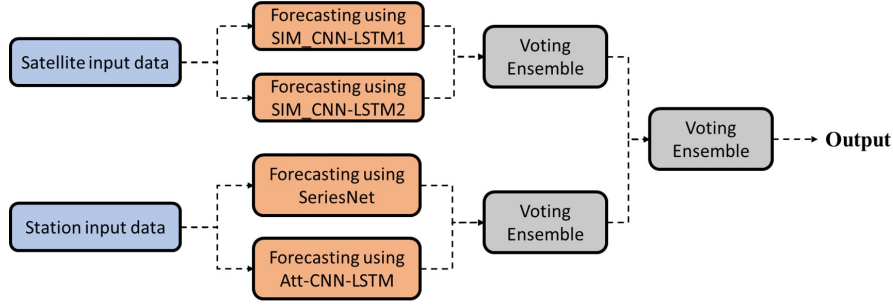 Satellite input data
Forecasting using
SIM_CNN-LSTM1
Forecasting using
SIM_CNN-LSTM2
Voting
Ensemble
Station input data
Forecasting using
SeriesNet
Forecasting using
Att-CNN-LSTM
Voting
Ensemble
Voting
Ensemble
Output